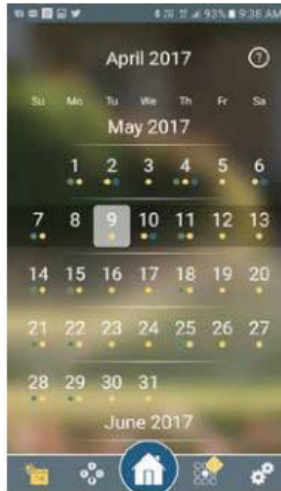 93% 9:36 AM
April 2017 ?
Su Mo Tu We Th Fr Sa
May 2017
1 2 3 4 5 6
7 8 9 10 11 12 13
14 15 16 17 18 19 20
21 22 23 24 25 26 27
28 29 30 31
June 2017